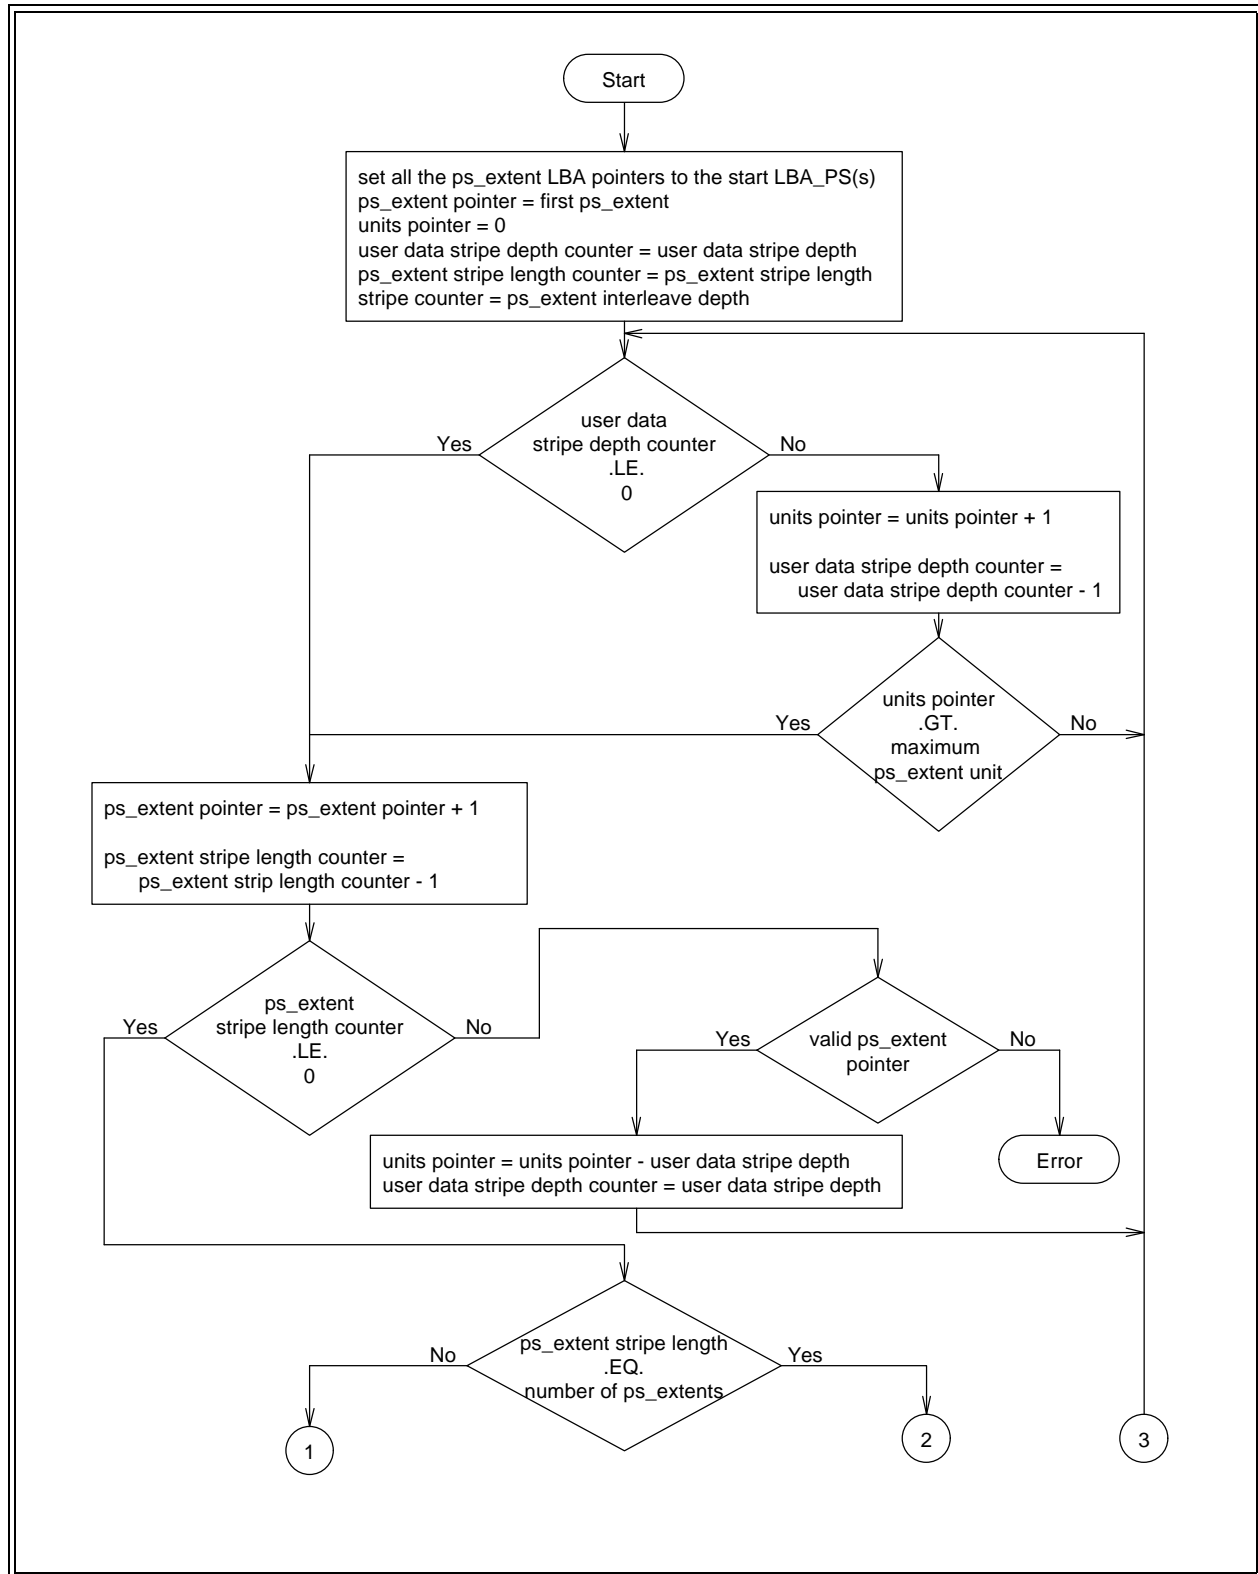 Start
set all the ps_extent LBA pointers to the start LBA_PS(s)
ps_extent pointer = first ps_extent
units pointer = 0
user data stripe depth counter = user data stripe depth
ps_extent stripe length counter = ps_extent stripe length
stripe counter = ps_extent interleave depth
user data
stripe depth counter
.LE.
0
Yes
No
units pointer = units pointer + 1
user data stripe depth counter =
user data stripe depth counter - 1
units pointer
.GT.
maximum
ps_extent unit
Yes
No
ps_extent pointer = ps_extent pointer + 1
ps_extent stripe length counter =
ps_extent strip length counter - 1
ps_extent
stripe length counter
.LE.
0
Yes
No
valid ps_extent
pointer
Yes
No
Error
units pointer = units pointer - user data stripe depth
user data stripe depth counter = user data stripe depth
ps_extent stripe length
.EQ.
number of ps_extents
No
Yes
1
2
3